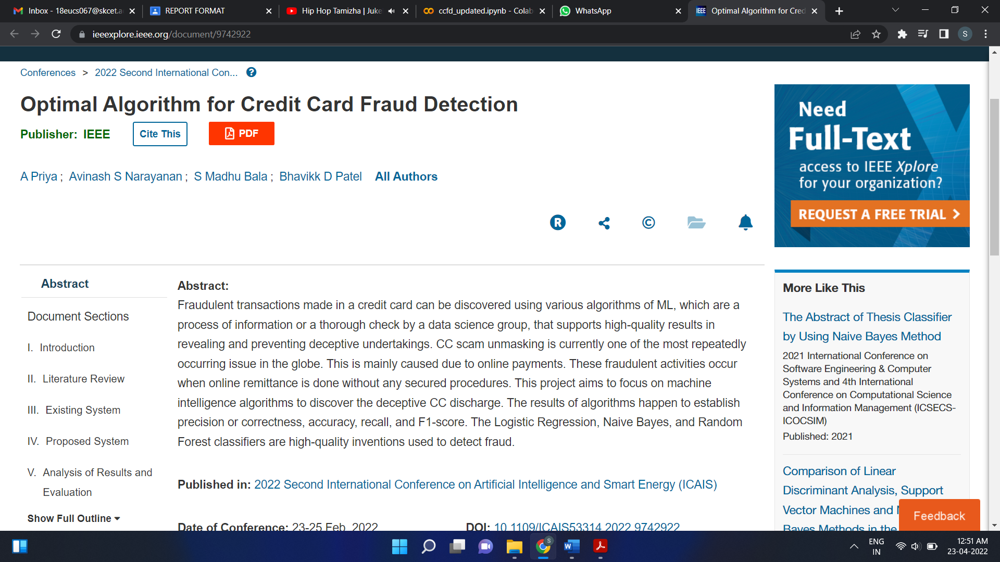 Inbox - 18eucs067@skcet.a
REPORT FORMAT
Hip Hop Tamizha | Juke
ccfd_updated.ipynb - Colab
WhatsApp
IEEE Optimal Algorithm for Cred
ieeexplore.ieee.org/document/9742922
S
Conferences > 2022 Second International Con... ?
Optimal Algorithm for Credit Card Fraud Detection
Publisher: IEEE
Cite This
PDF
A Priya ; Avinash S Narayanan ; S Madhu Bala ; Bhavikk D Patel All Authors
R
©
Need
Full-Text
access to IEEE Xplore
for your organization?
REQUEST A FREE TRIAL >
Abstract
Document Sections
I. Introduction
II. Literature Review
III. Existing System
IV. Proposed System
V. Analysis of Results and
Evaluation
Show Full Outline
Abstract:
Fraudulent transactions made in a credit card can be discovered using various algorithms of ML, which are a
process of information or a thorough check by a data science group, that supports high-quality results in
revealing and preventing deceptive undertakings. CC scam unmasking is currently one of the most repeatedly
occurring issue in the globe. This is mainly caused due to online payments. These fraudulent activities occur
when online remittance is done without any secured procedures. This project aims to focus on machine
intelligence algorithms to discover the deceptive CC discharge. The results of algorithms happen to establish
precision or correctness, accuracy, recall, and F1-score. The Logistic Regression, Naive Bayes, and Random
Forest classifiers are high-quality inventions used to detect fraud.
Published in: 2022 Second International Conference on Artificial Intelligence and Smart Energy (ICAIS)
Date of Conference: 23-25 Feb. 2022
DOI: 10.1109/ICAIS53314.2022.9742922
More Like This
The Abstract of Thesis Classifier
by Using Naive Bayes Method
2021 International Conference on
Software Engineering & Computer
Systems and 4th International
Conference on Computational Science
and Information Management (ICSECS-
ICOCSIM)
Published: 2021
Comparison of Linear
Discriminant Analysis, Support
Vector Machines and
Bayes Methods in the
Feedback
S
W
ENG
IN
12:51 AM
23-04-2022